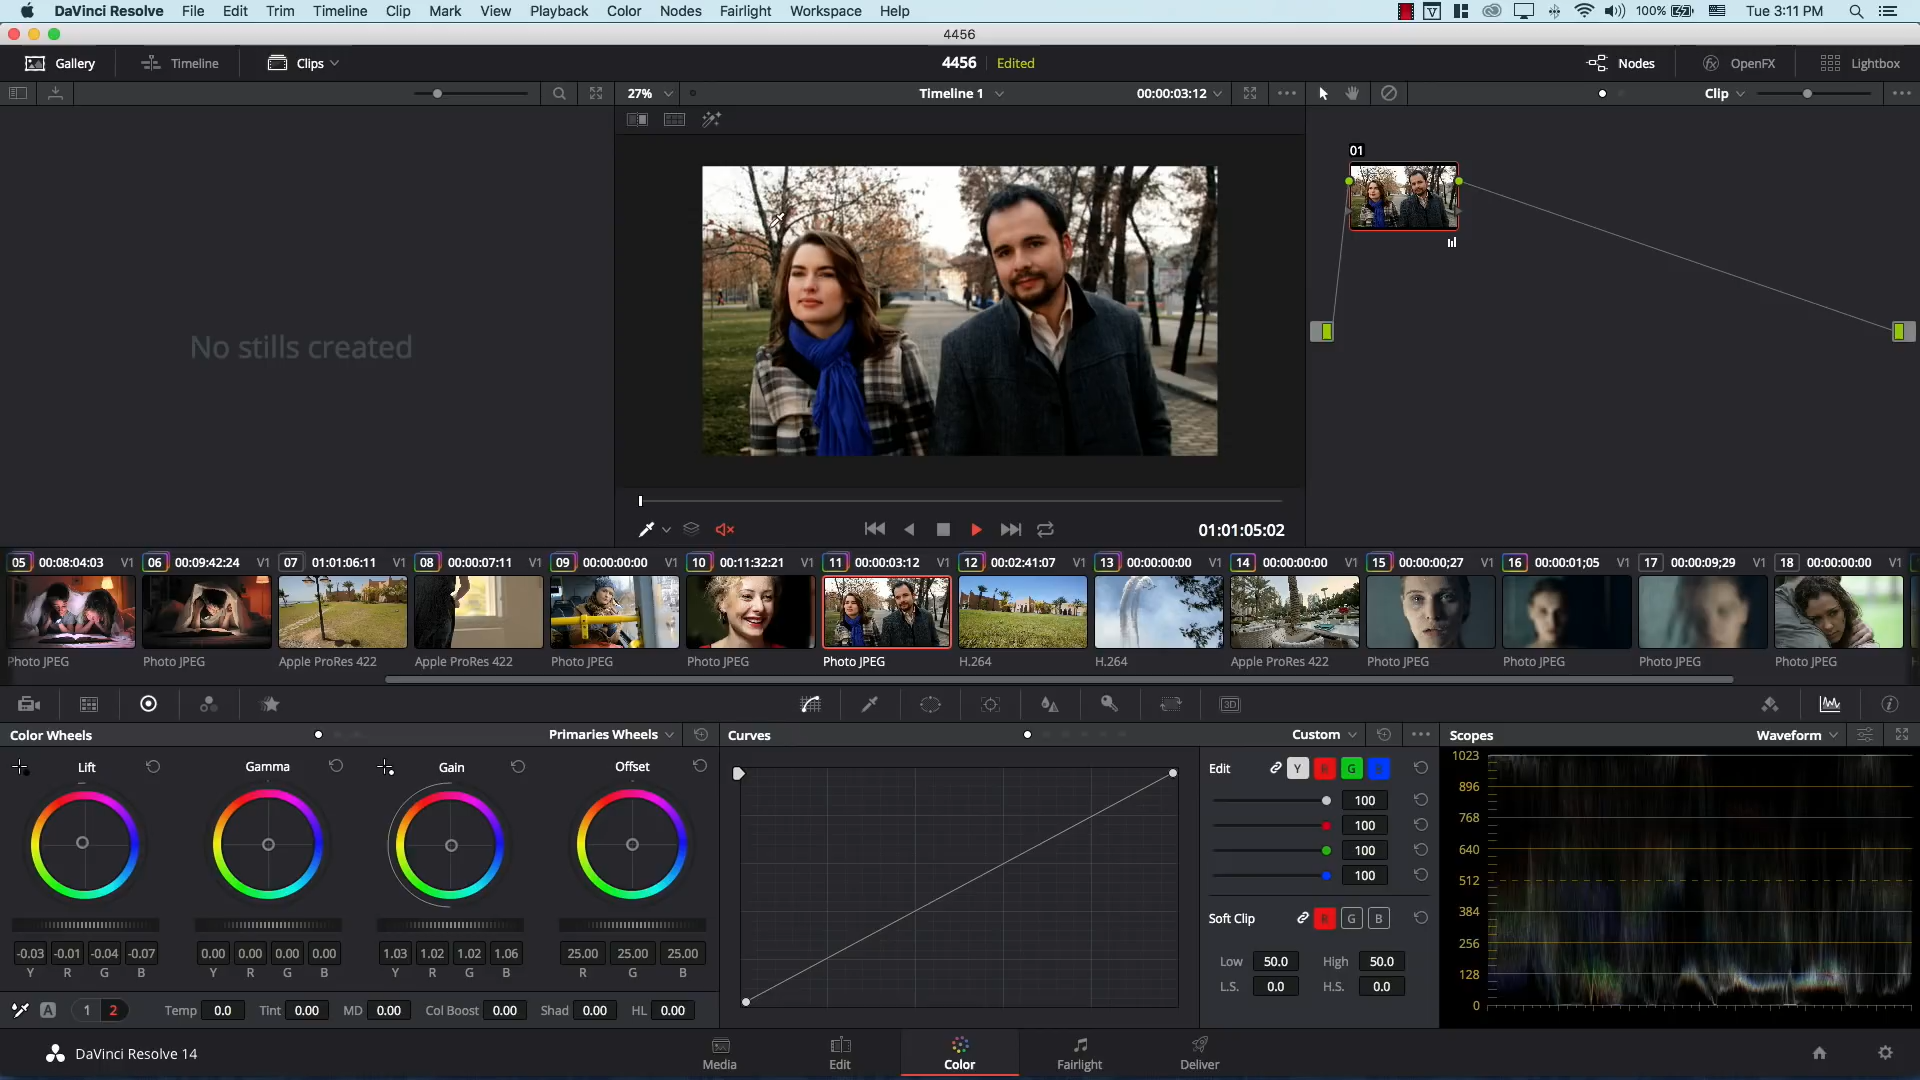 DaVinci Resolve File Edit Trim Timeline Clip Mark View Playback Color Nodes Fairlight Workspace Help 100% Tue 3:11 PM
4456
Gallery Timeline Clips 4456 Edited Nodes OpenFX Lightbox
27% Timeline 1 00:00:03:12 Clip
01
No stills created
01:01:05:02
05 00:08:04:03 V1 06 00:09:42:24 V1 07 01:01:06:11 V1 08 00:00:07:11 V1 09 00:00:00:00 V1 10 00:11:32:21 V1 11 00:00:03:12 V1 12 00:02:41:07 V1 13 00:00:00:00 V1 14 00:00:00:00 V1 15 00:00:00;27 V1 16 00:00:01;05 V1 17 00:00:09;29 V1 18 00:00:00:00 V1
Photo JPEG Photo JPEG Apple ProRes 422 Apple ProRes 422 Photo JPEG Photo JPEG Photo JPEG H.264 H.264 Apple ProRes 422 Photo JPEG Photo JPEG Photo JPEG Photo JPEG
3D
Color Wheels Primaries Wheels Curves Custom Scopes Waveform
Lift Gamma Gain Offset
-0.03 -0.01 -0.04 -0.07 0.00 0.00 0.00 0.00 1.03 1.02 1.02 1.06 25.00 25.00 25.00
Y R G B Y R G B Y R G B R G B
A 1 2 Temp 0.0 Tint 0.00 MD 0.00 Col Boost 0.00 Shad 0.00 HL 0.00
Edit Y R G B
100
100
100
100
Soft Clip R G B
Low 50.0 High 50.0
L.S. 0.0 H.S. 0.0
1023
896
768
640
512
384
256
128
0
DaVinci Resolve 14 Media Edit Color Fairlight Deliver